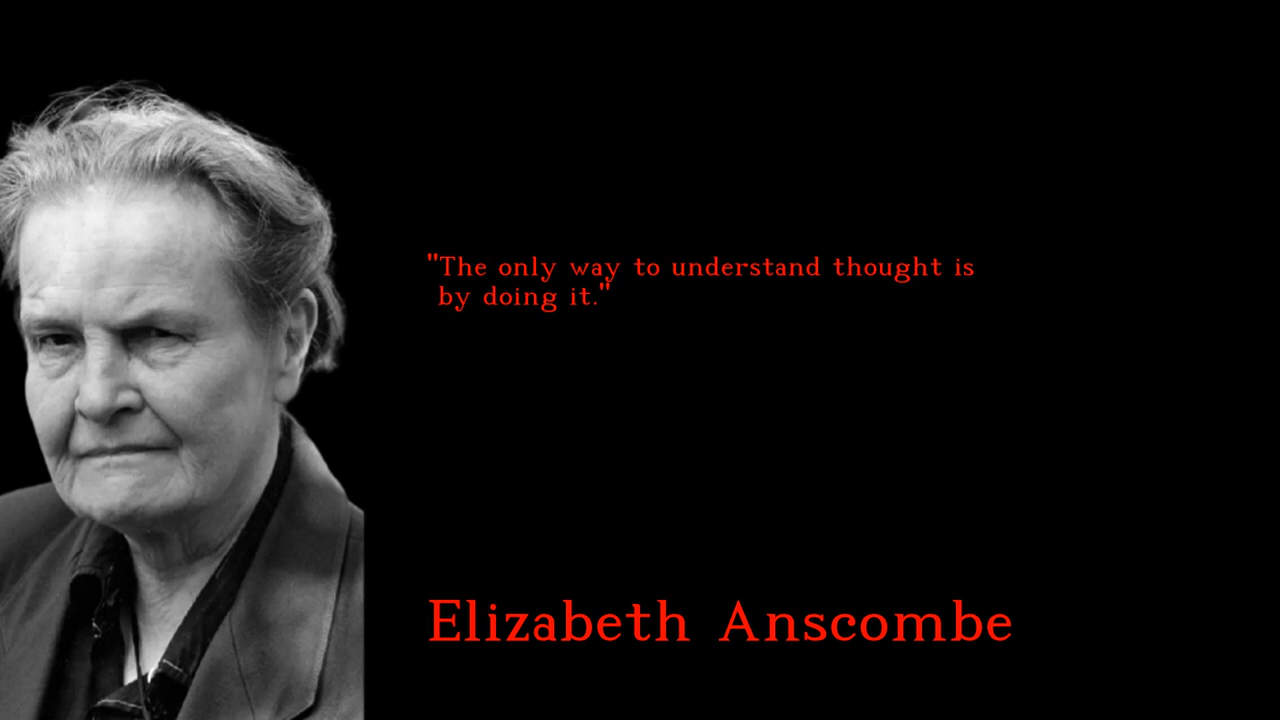 "The only way to understand thought is
by doing it."
Elizabeth Anscombe